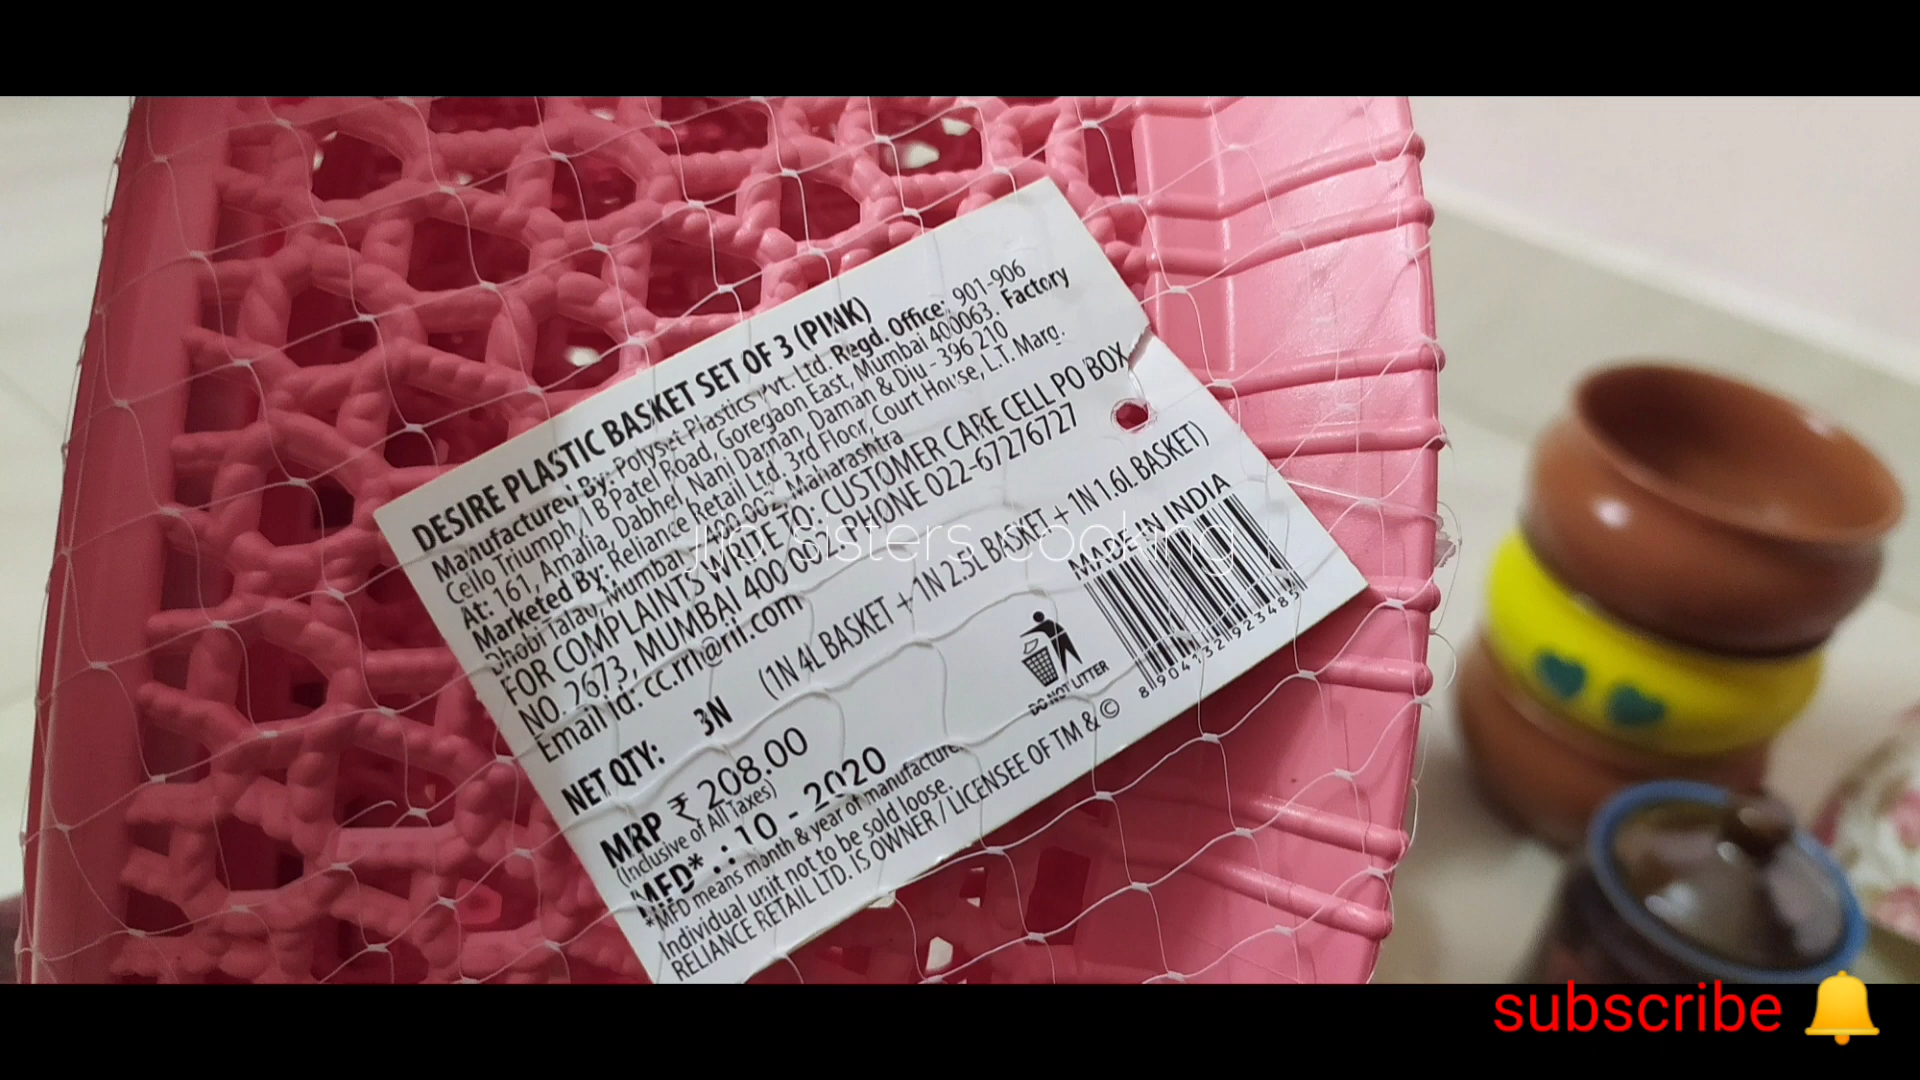 DESIRE PLASTIC BASKET SET OF 3 (PINK)
Manufactured By: Polyset Plastics Pvt. Ltd. Regd. Office: 901-906
Cello Triumph, I B Patel Road, Goregaon East, Mumbai 400063. Factory
At: 161, Amalia, Dabhel, Nani Daman, Daman & Diu - 396 210
Marketed By: Reliance Retail Ltd. 3rd Floor, Court House, L.T. Marg,
Dhobi Talao, Mumbai 400 002, Maharashtra
FOR COMPLAINTS WRITE TO: CUSTOMER CARE CELL PO BOX
NO. 2673, MUMBAI 400 002. PHONE 022-67276727
Email Id: cc.rrl@ril.com
NET QTY: 3N (1N 4L BASKET + 1N 2.5L BASKET + 1N 1.6L BASKET)
MADE IN INDIA
MRP ₹ 208.00
(Inclusive of All Taxes)
MFD* : 10 - 2020
*MFD means month & year of manufacture.
Individual unit not to be sold loose.
RELIANCE RETAIL LTD. IS OWNER / LICENSEE OF TM & ©
DO NOT LITTER
8 904132 923485
sisters cooking
subscribe